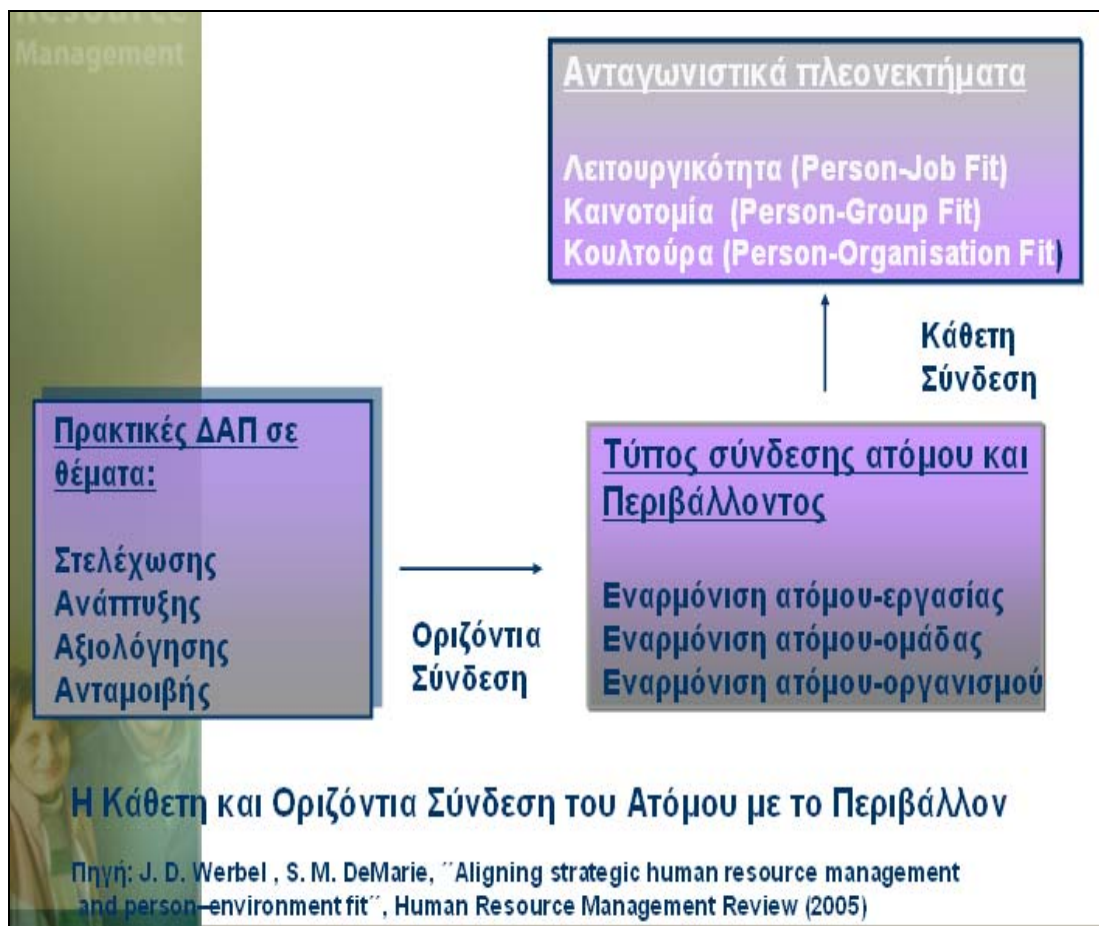 Resource
Management
Ανταγωνιστικά πλεονεκτήματα
Λειτουργικότητα (Person-Job Fit)
Καινοτομία (Person-Group Fit)
Κουλτούρα (Person-Organisation Fit)
Κάθετη
Σύνδεση
Πρακτικές ΔΑΠ σε
θέματα:
Στελέχωσης
Ανάπτυξης
Αξιολόγησης
Ανταμοιβής
Οριζόντια
Σύνδεση
Τύπος σύνδεσης ατόμου και
Περιβάλλοντος
Εναρμόνιση ατόμου-εργασίας
Εναρμόνιση ατόμου-ομάδας
Εναρμόνιση ατόμου-οργανισμού
Η Κάθετη και Οριζόντια Σύνδεση του Ατόμου με το Περιβάλλον
Πηγή: J. D. Werbel , S. M. DeMarie, ´´Aligning strategic human resource management
and person–environment fit´´, Human Resource Management Review (2005)